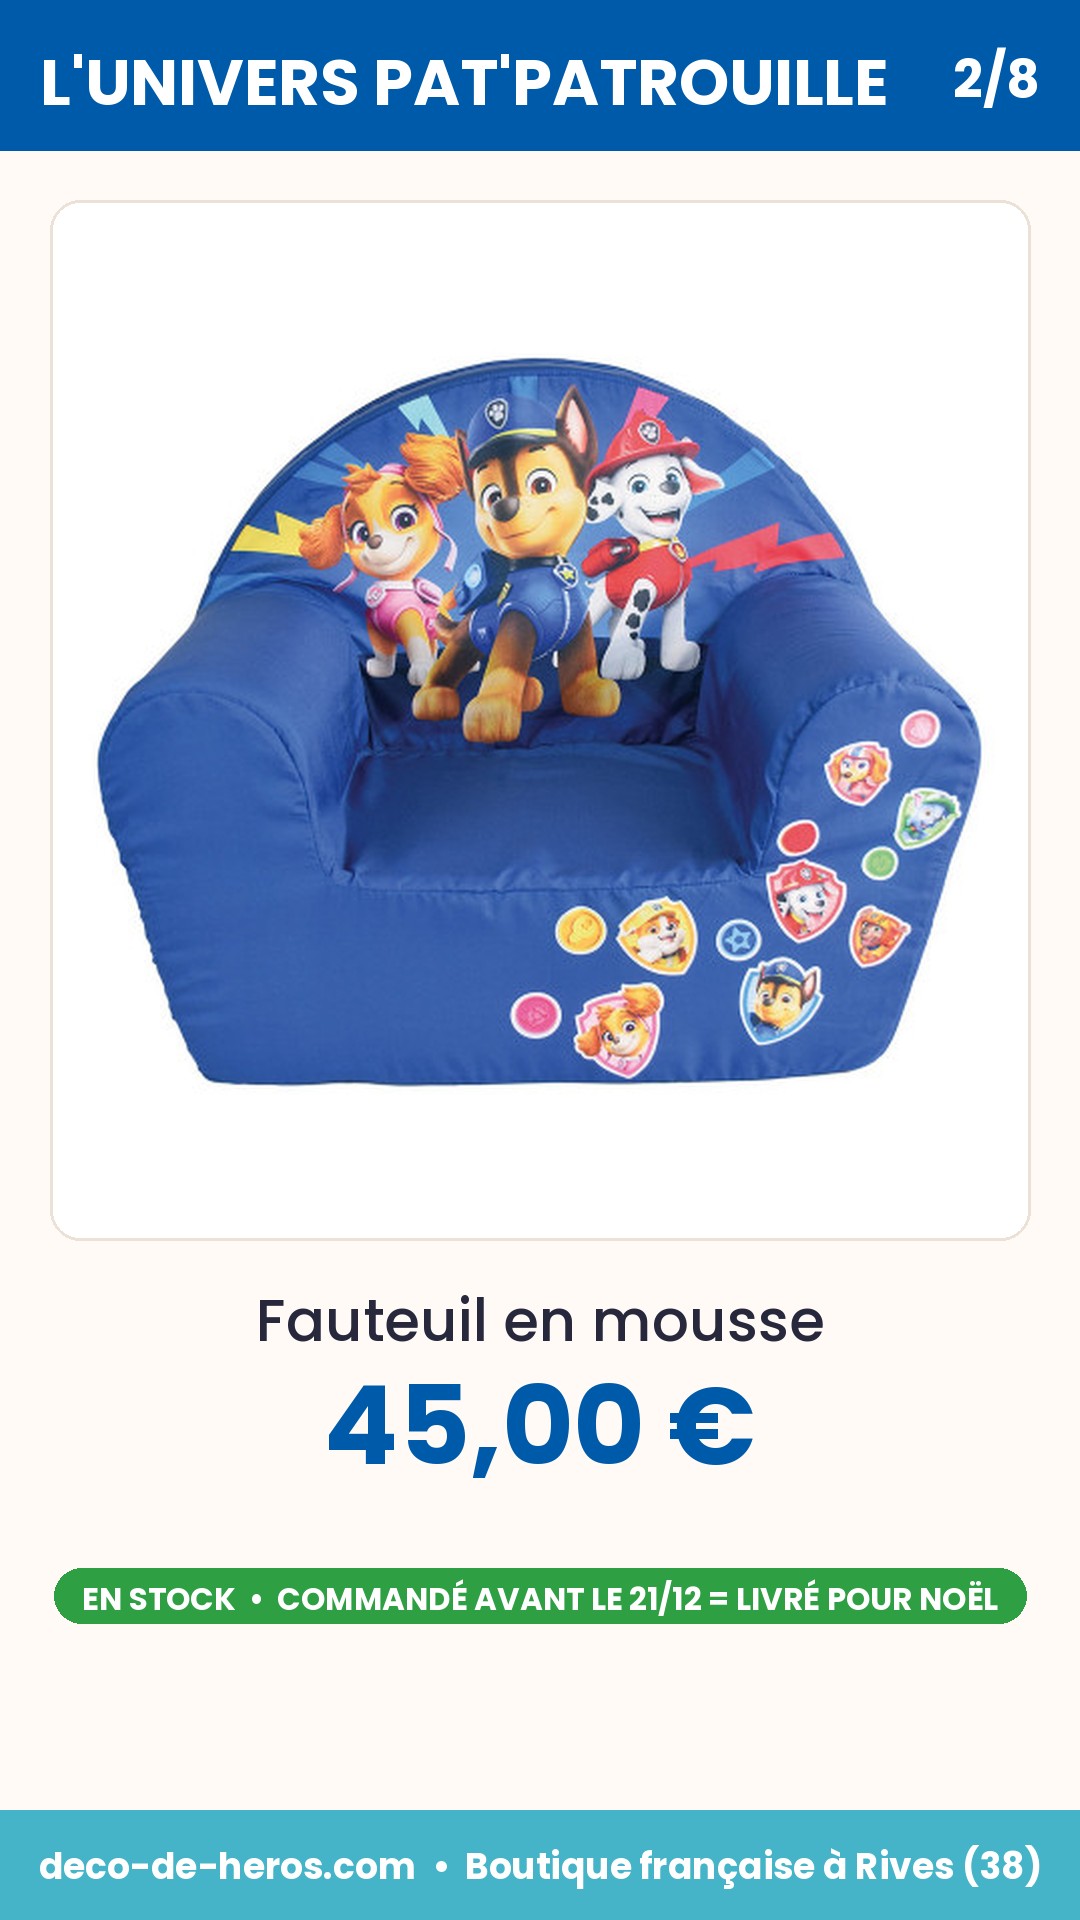 L'UNIVERS PAT'PATROUILLE 2/8
Fauteuil en mousse
45,00 €
EN STOCK • COMMANDÉ AVANT LE 21/12 = LIVRÉ POUR NOËL
deco-de-heros.com • Boutique française à Rives (38)